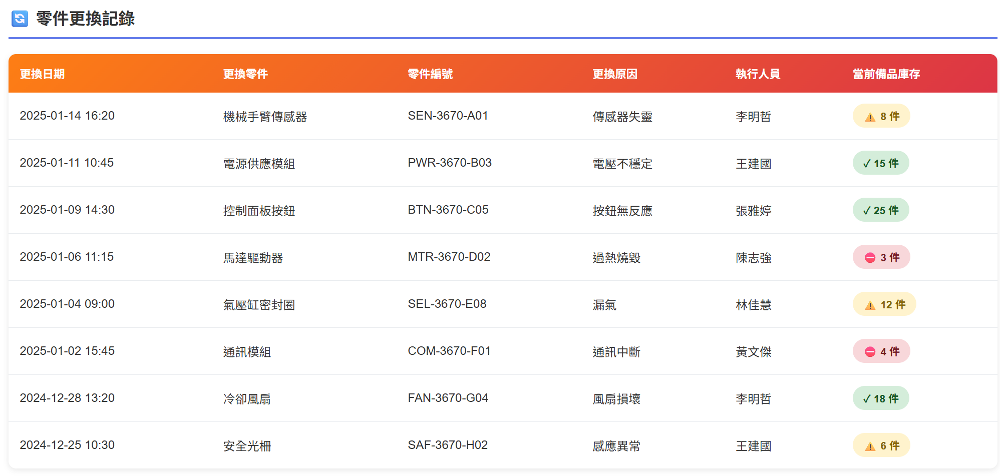 零件更換記錄
更換日期 更換零件 零件編號 更換原因 執行人員 當前備品庫存
2025-01-14 16:20 機械手臂傳感器 SEN-3670-A01 傳感器失靈 李明哲 ⚠️ 8 件
2025-01-11 10:45 電源供應模組 PWR-3670-B03 電壓不穩定 王建國 ✓ 15 件
2025-01-09 14:30 控制面板按鈕 BTN-3670-C05 按鈕無反應 張雅婷 ✓ 25 件
2025-01-06 11:15 馬達驅動器 MTR-3670-D02 過熱燒毀 陳志強 ⛔ 3 件
2025-01-04 09:00 氣壓缸密封圈 SEL-3670-E08 漏氣 林佳慧 ⚠️ 12 件
2025-01-02 15:45 通訊模組 COM-3670-F01 通訊中斷 黃文傑 ⛔ 4 件
2024-12-28 13:20 冷卻風扇 FAN-3670-G04 風扇損壞 李明哲 ✓ 18 件
2024-12-25 10:30 安全光柵 SAF-3670-H02 感應異常 王建國 ⚠️ 6 件